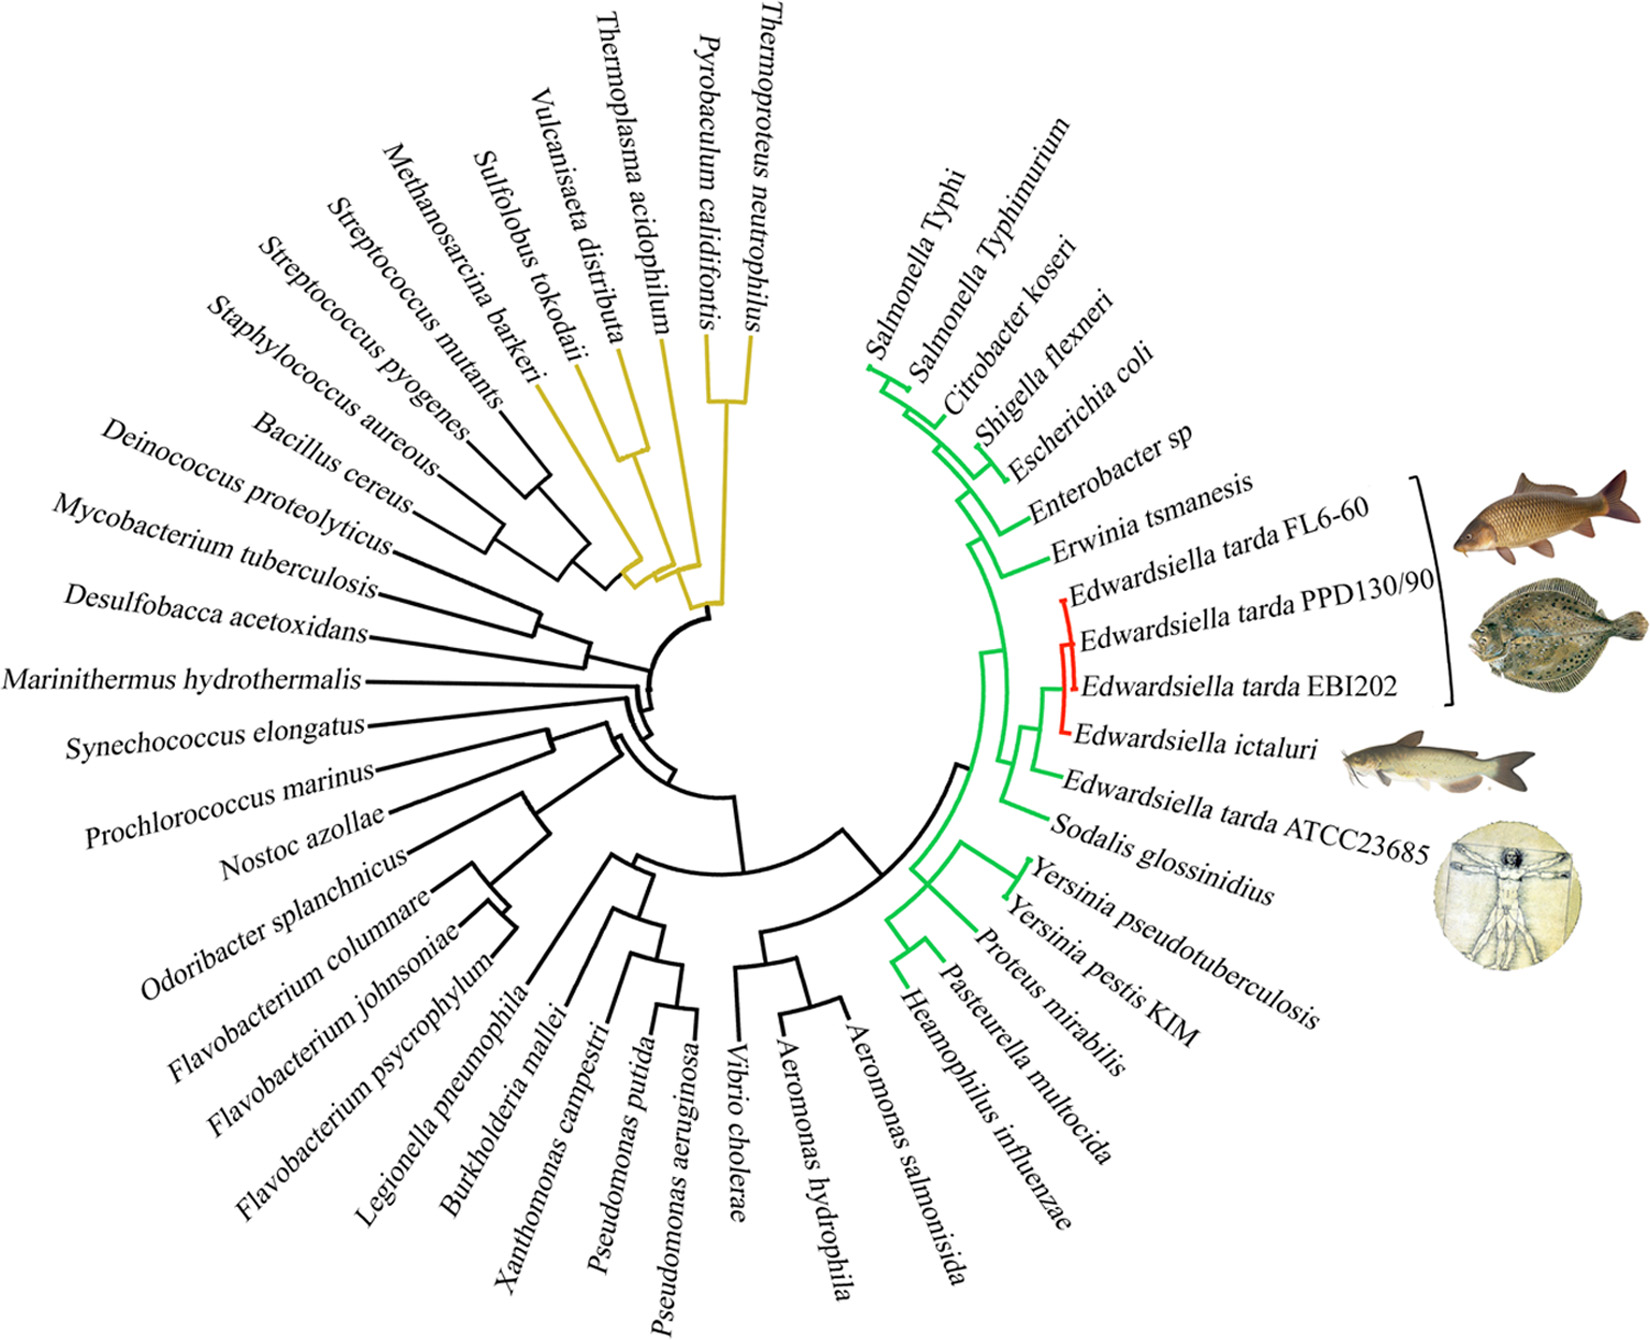 Thermoproteus neutrophilus
Pyrobaculum calidifontis
Thermoplasma acidophilum
Vulcanisaeta distributa
Sulfolobus tokodaii
Methanosarcina barkeri
Streptococcus mutants
Streptococcus pyogenes
Staphylococcus aureous
Bacillus cereus
Deinococcus proteolyticus
Mycobacterium tuberculosis
Desulfobacca acetoxidans
Marinithermus hydrothermalis
Synechococcus elongatus
Prochlorococcus marinus
Nostoc azollae
Odoribacter splanchnicus
Flavobacterium columnare
Flavobacterium johnsoniae
Flavobacterium psycrophylum
Legionella pneumophila
Burkholderia mallei
Xanthomonas campestri
Pseudomonas putida
Pseudomonas aeruginosa
Vibrio cholerae
Aeromonas hydrophila
Aeromonas salmonisida
Heamophilus influenzae
Pasteurella multocida
Proteus mirabilis
Yersinia pestis KIM
Yersinia pseudotuberculosis
Sodalis glossinidius
Edwardsiella tarda ATCC23685
Edwardsiella ictaluri
Edwardsiella tarda EBI202
Edwardsiella tarda PPD130/90
Edwardsiella tarda FL6-60
Erwinia tsmanesis
Enterobacter sp
Escherichia coli
Shigella flexneri
Citrobacter koseri
Salmonella Typhimurium
Salmonella Typhi